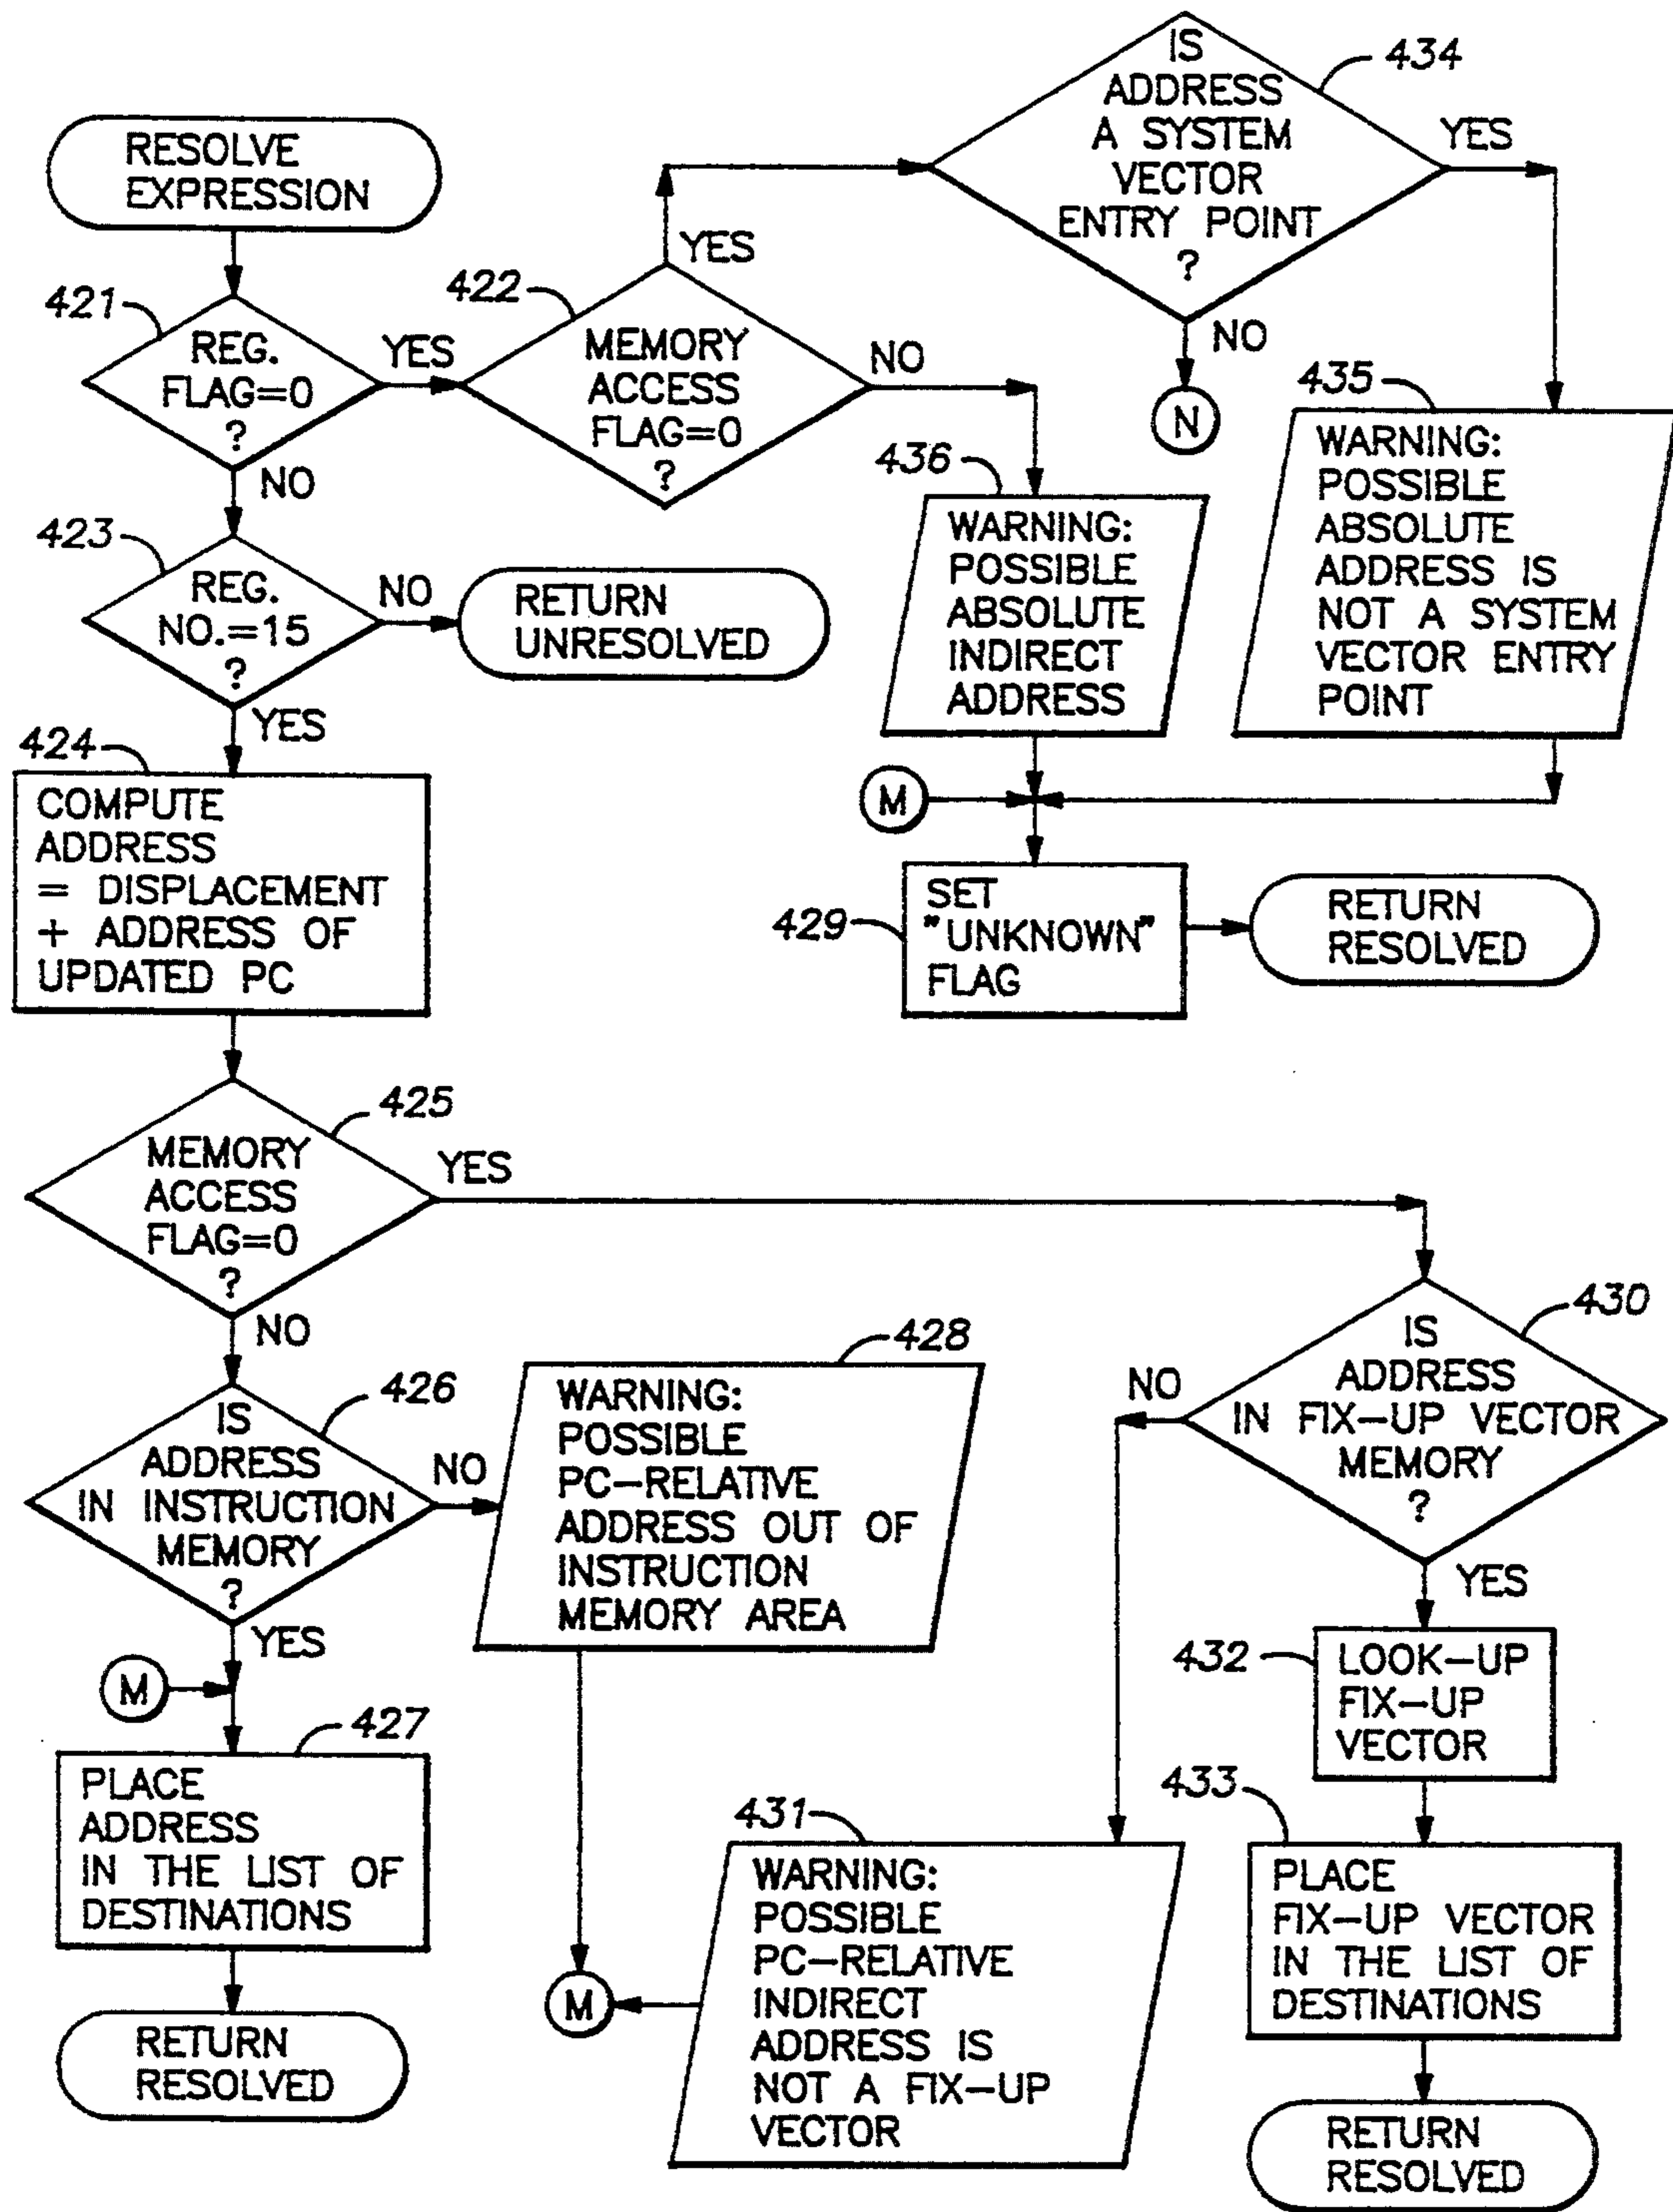 RESOLVE
EXPRESSION
421
REG.
FLAG=0
?
YES
NO
422
MEMORY
ACCESS
FLAG=0
?
YES
NO
434
IS
ADDRESS
A SYSTEM
VECTOR
ENTRY POINT
?
YES
NO
N
435
WARNING:
POSSIBLE
ABSOLUTE
ADDRESS IS
NOT A SYSTEM
VECTOR ENTRY
POINT
436
WARNING:
POSSIBLE
ABSOLUTE
INDIRECT
ADDRESS
423
REG.
NO.=15
?
NO
RETURN
UNRESOLVED
YES
M
429
SET
"UNKNOWN"
FLAG
RETURN
RESOLVED
424
COMPUTE
ADDRESS
= DISPLACEMENT
+ ADDRESS OF
UPDATED PC
425
MEMORY
ACCESS
FLAG=0
?
YES
NO
426
IS
ADDRESS
IN INSTRUCTION
MEMORY
?
NO
YES
428
WARNING:
POSSIBLE
PC-RELATIVE
ADDRESS OUT OF
INSTRUCTION
MEMORY AREA
430
IS
ADDRESS
IN FIX-UP VECTOR
MEMORY
?
NO
YES
M
427
PLACE
ADDRESS
IN THE LIST OF
DESTINATIONS
RETURN
RESOLVED
431
WARNING:
POSSIBLE
PC-RELATIVE
INDIRECT
ADDRESS IS
NOT A FIX-UP
VECTOR
M
432
LOOK-UP
FIX-UP
VECTOR
433
PLACE
FIX-UP VECTOR
IN THE LIST OF
DESTINATIONS
RETURN
RESOLVED